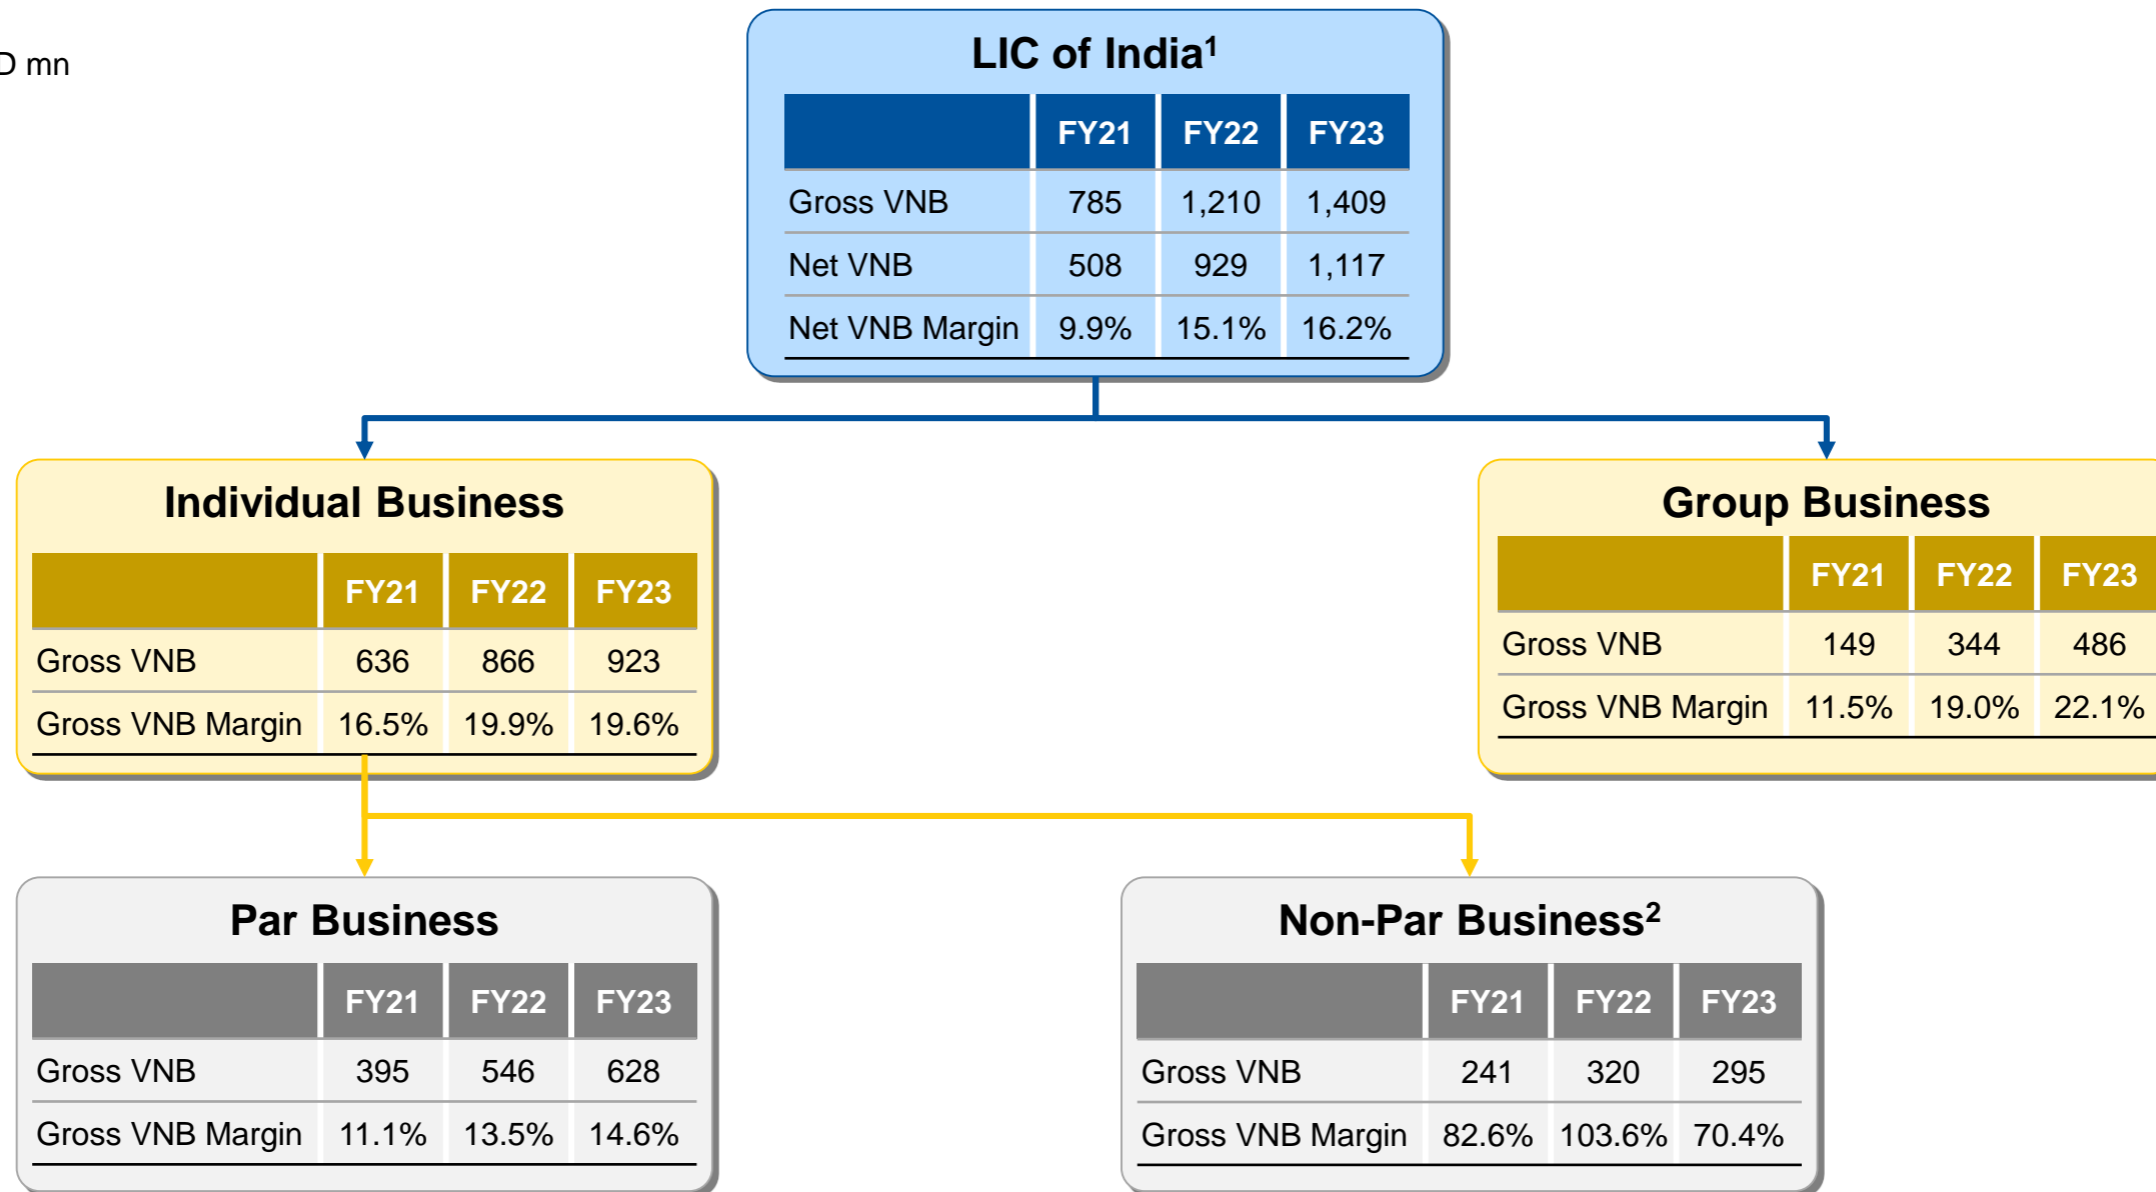 D mn
LIC of India¹
FY21 FY22 FY23
Gross VNB 785 1,210 1,409
Net VNB 508 929 1,117
Net VNB Margin 9.9% 15.1% 16.2%
Individual Business
FY21 FY22 FY23
Gross VNB 636 866 923
Gross VNB Margin 16.5% 19.9% 19.6%
Group Business
FY21 FY22 FY23
Gross VNB 149 344 486
Gross VNB Margin 11.5% 19.0% 22.1%
Par Business
FY21 FY22 FY23
Gross VNB 395 546 628
Gross VNB Margin 11.1% 13.5% 14.6%
Non-Par Business²
FY21 FY22 FY23
Gross VNB 241 320 295
Gross VNB Margin 82.6% 103.6% 70.4%